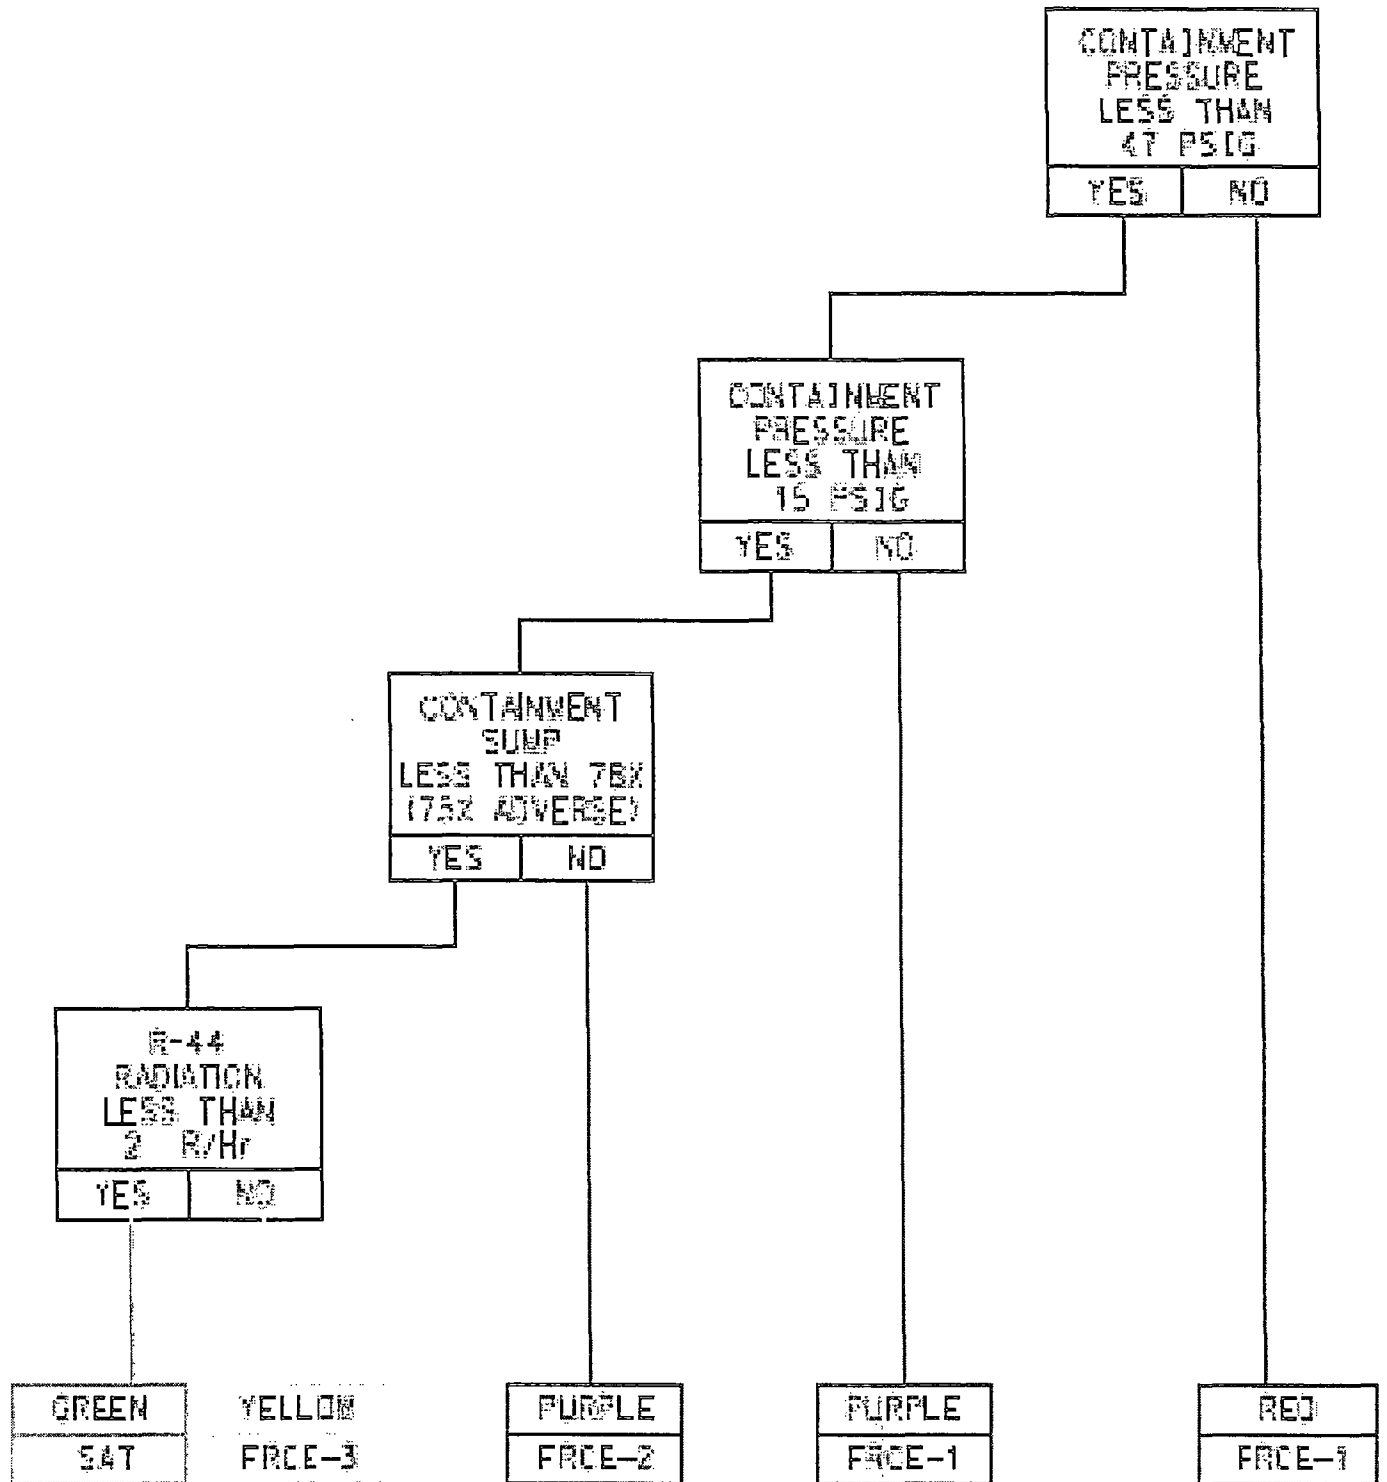 CONTAINMENT
PRESSURE
LESS THAN
47 PSIG
YES NO
CONTAINMENT
PRESSURE
LESS THAN
15 PSIG
YES NO
CONTAINMENT
SUMP
LESS THAN 78%
(75% ADVERSE)
YES NO
R-44
RADIATION
LESS THAN
2 R/Hr
YES NO
GREEN YELLOW PURPLE PURPLE RED
SAT FRCE-3 FRCE-2 FRCE-1 FRCE-1